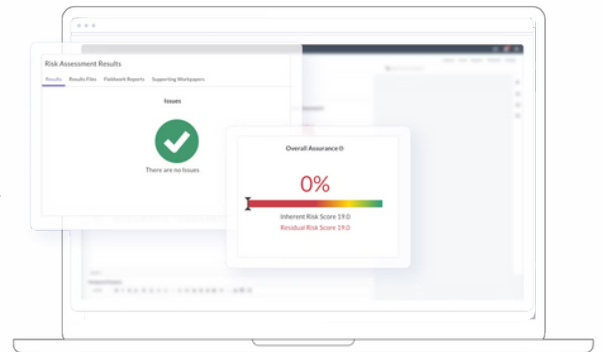 Risk Assessment Results
Results Results Files Fieldwork Reports Supporting Workpapers
Issues
There are no Issues
Overall Assurance
0%
Inherent Risk Score 19.0
Residual Risk Score 19.0